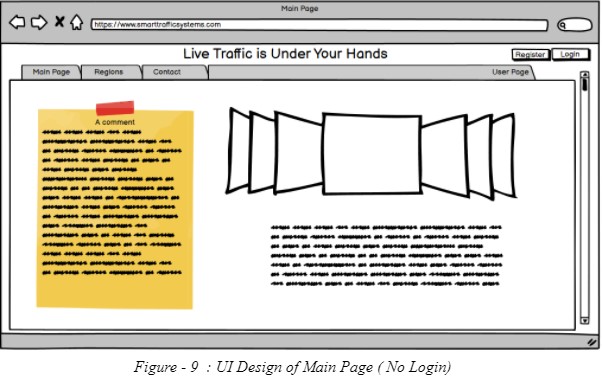 Main Page
https://www.smarttrafficsystems.com
Live Traffic is Under Your Hands
Register
Login
Main Page
Regions
Contact
User Page
A comment
Figure - 9 : UI Design of Main Page ( No Login)